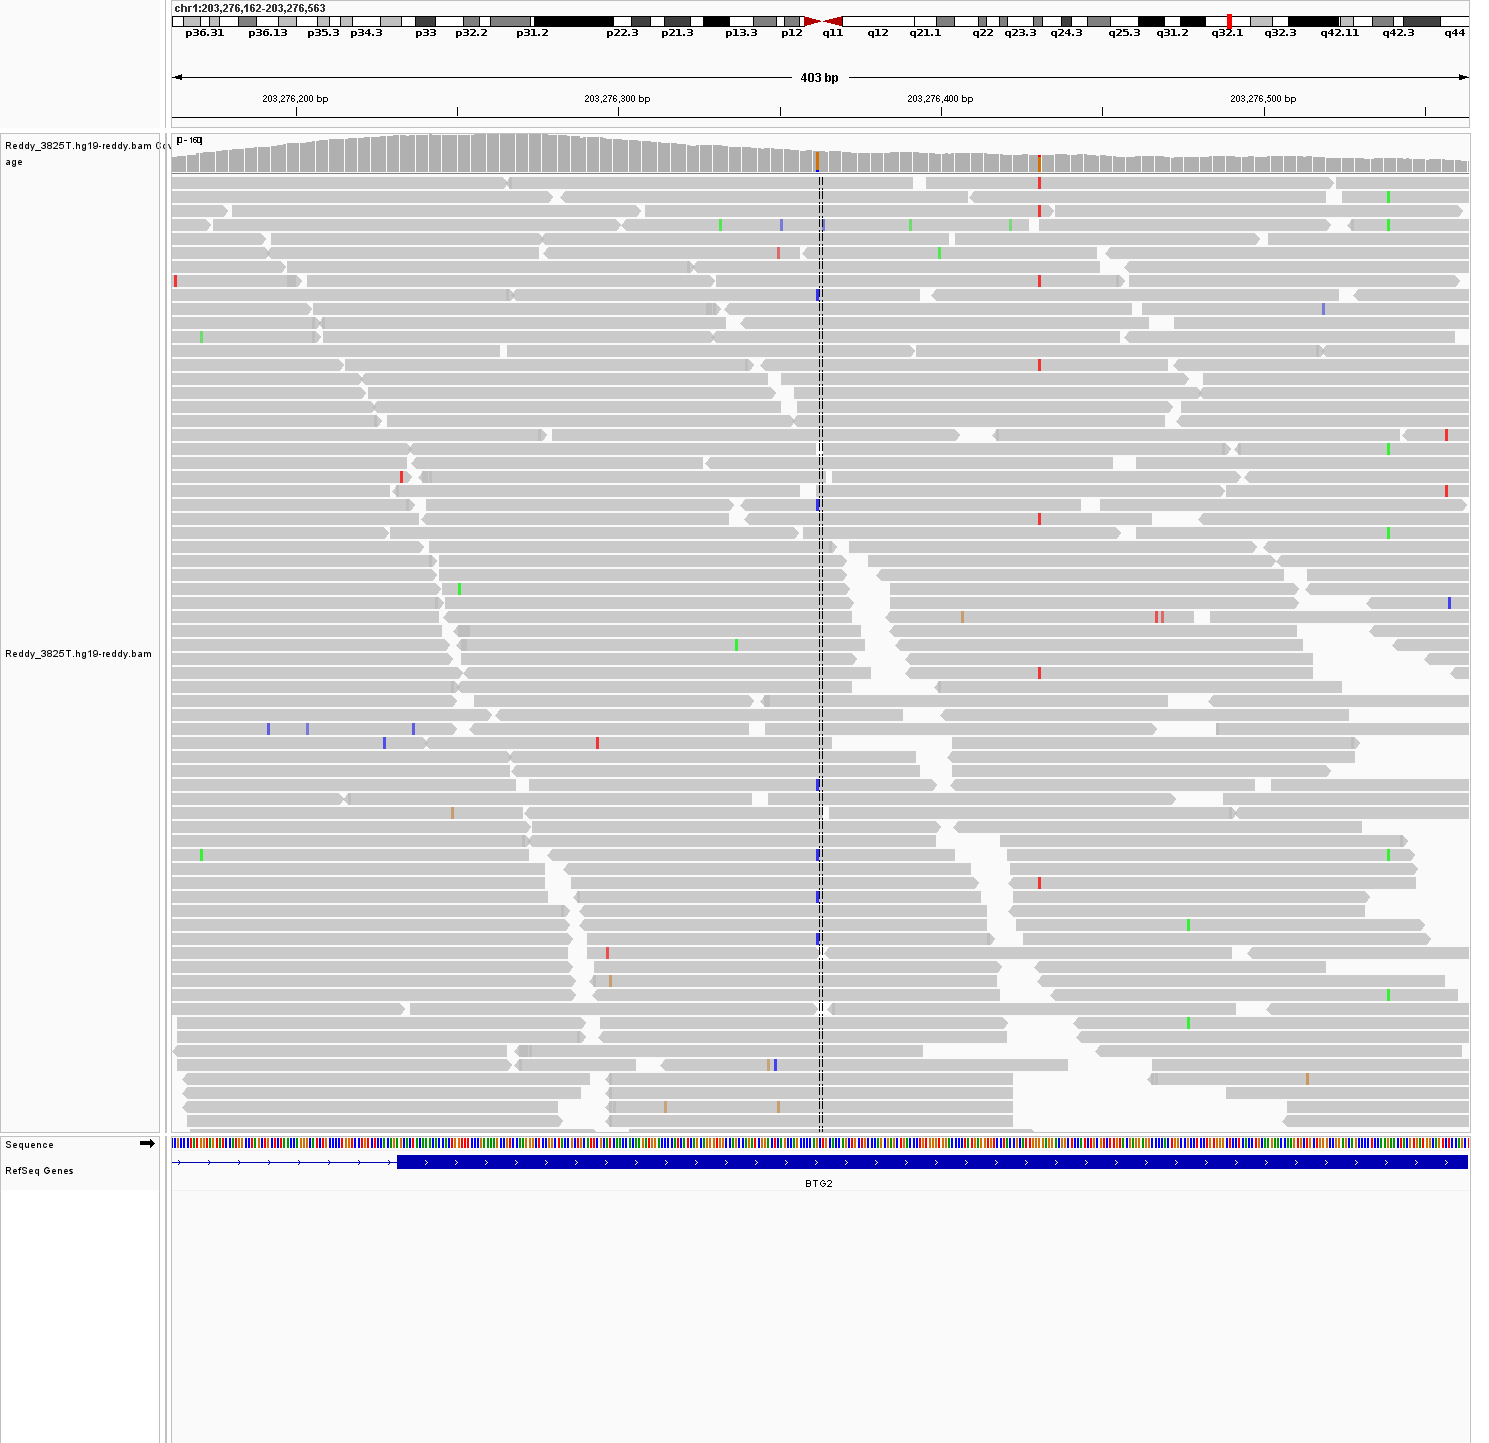 chr1:203,276,162-203,276,563
p36.31 p36.13 p35.3 p34.3 p33 p32.2 p31.2 p22.3 p21.3 p13.3 p12 q11 q12 q21.1 q22 q23.3 q24.3 q25.3 q31.2 q32.1 q32.3 q42.11 q42.3 q44
403 bp
203,276,200 bp 203,276,300 bp 203,276,400 bp 203,276,500 bp
[0 - 160]
Reddy_3825T.hg19-reddy.bam Cov
age
Reddy_3825T.hg19-reddy.bam
Sequence
RefSeq Genes
BTG2